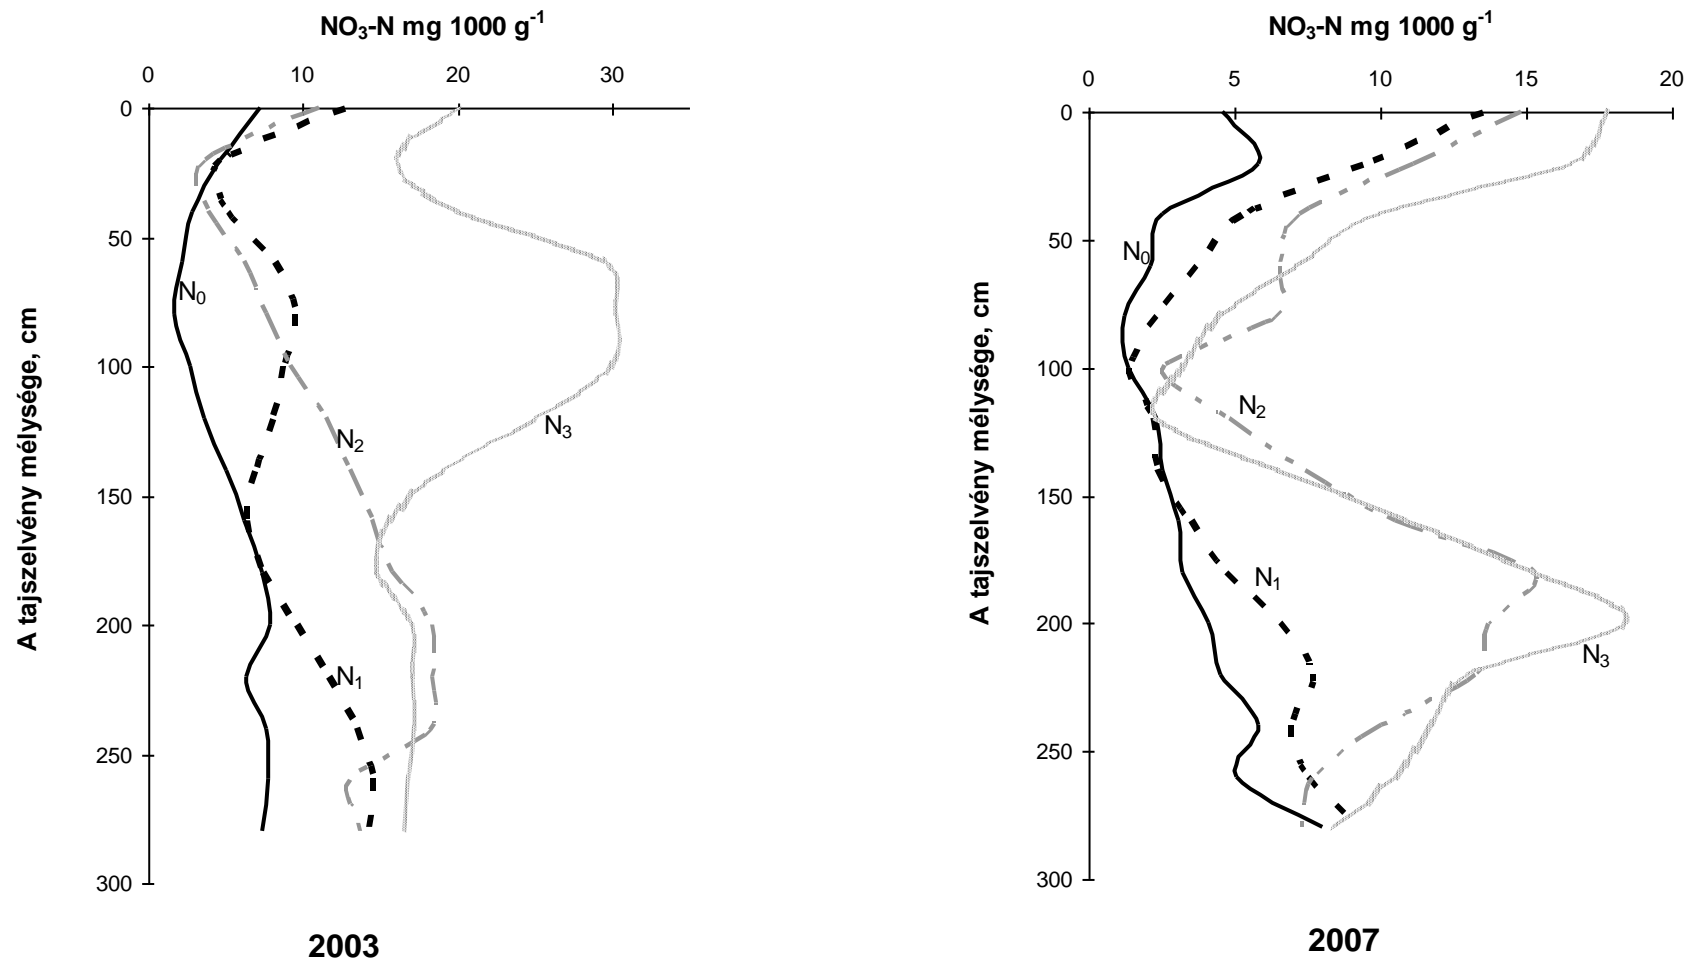 NO₃-N mg 1000 g⁻¹
0 10 20 30
0
50
100
150
200
250
300
A tajszelvény mélysége, cm
N₀
N₂
N₃
N₁
2003
NO₃-N mg 1000 g⁻¹
0 5 10 15 20
0
50
100
150
200
250
300
A tajszelvény mélysége, cm
N₀
N₂
N₁
N₃
2007